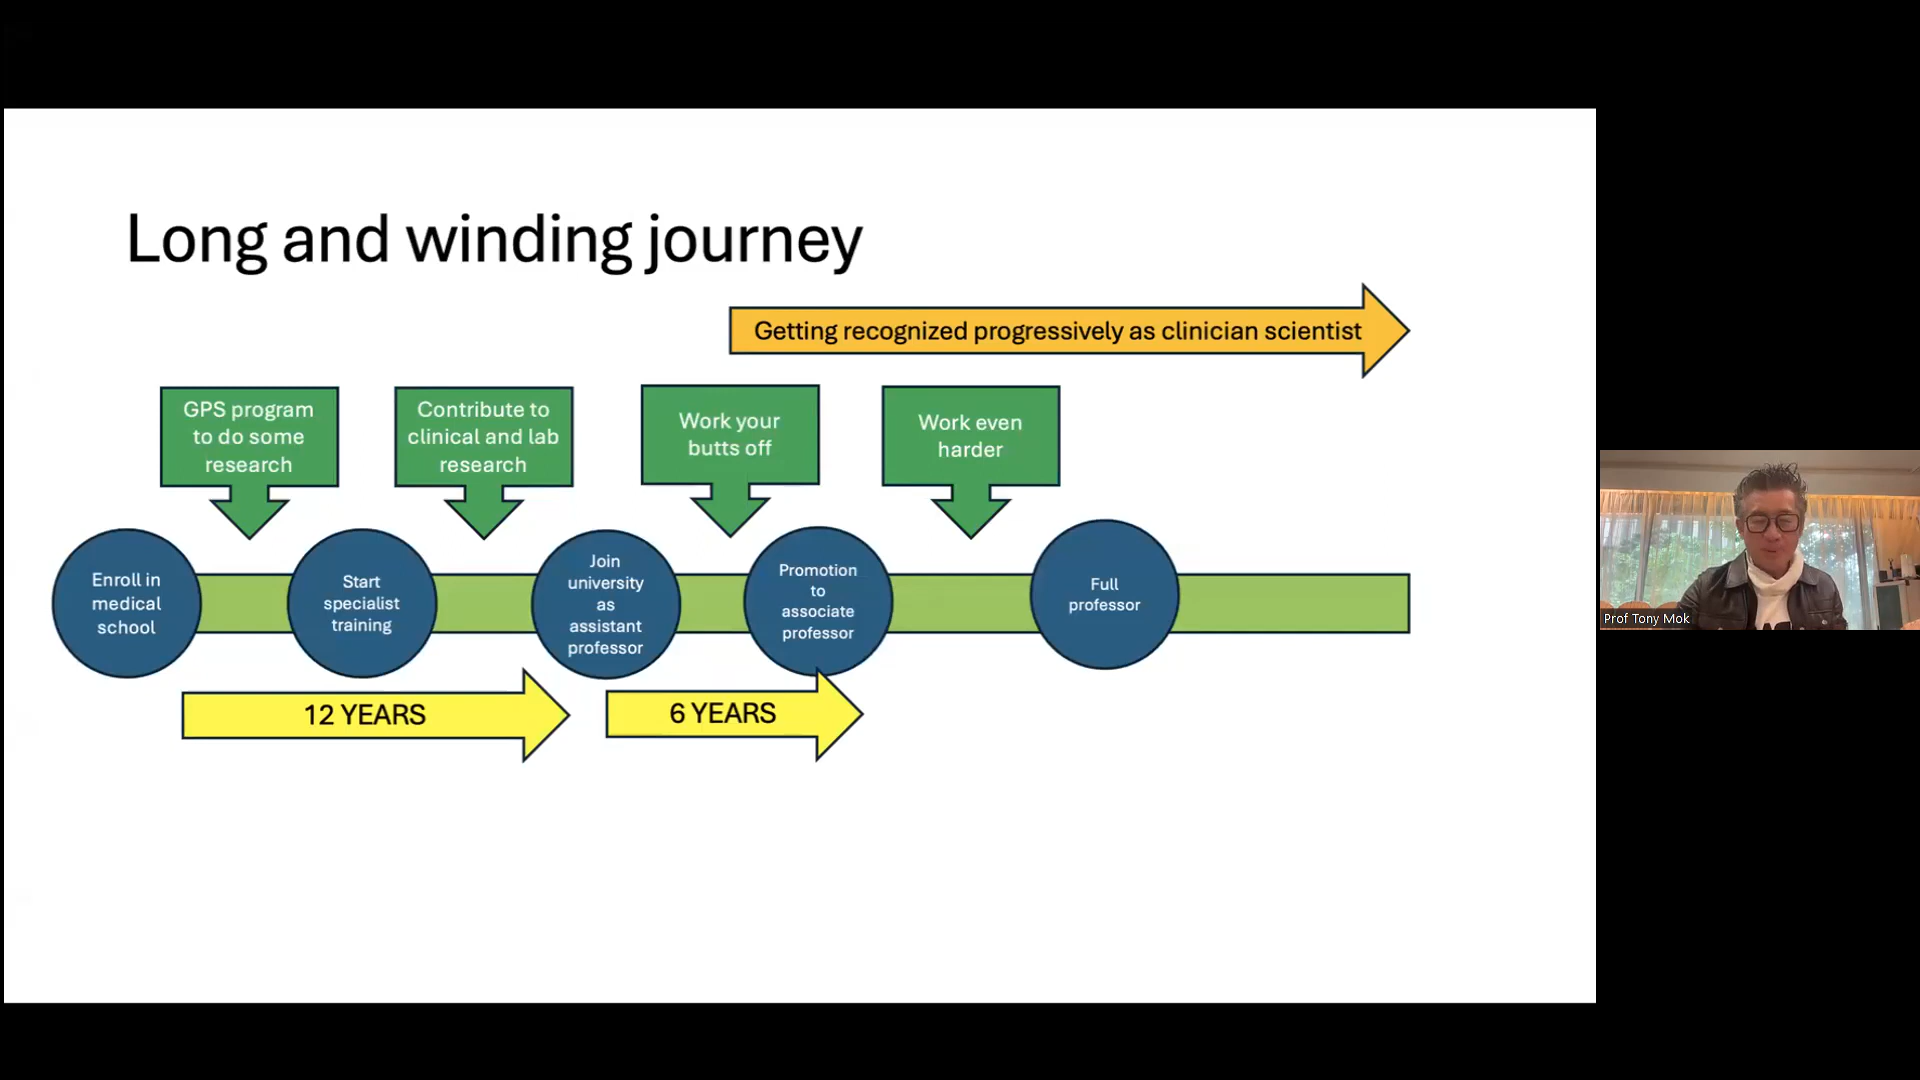 Long and winding journey
Getting recognized progressively as clinician scientist
GPS program
to do some
research
Contribute to
clinical and lab
research
Work your
butts off
Work even
harder
Enroll in
medical
school
Start
specialist
training
Join
university
as
assistant
professor
Promotion
to
associate
professor
Full
professor
12 YEARS
6 YEARS
Prof Tony Mok